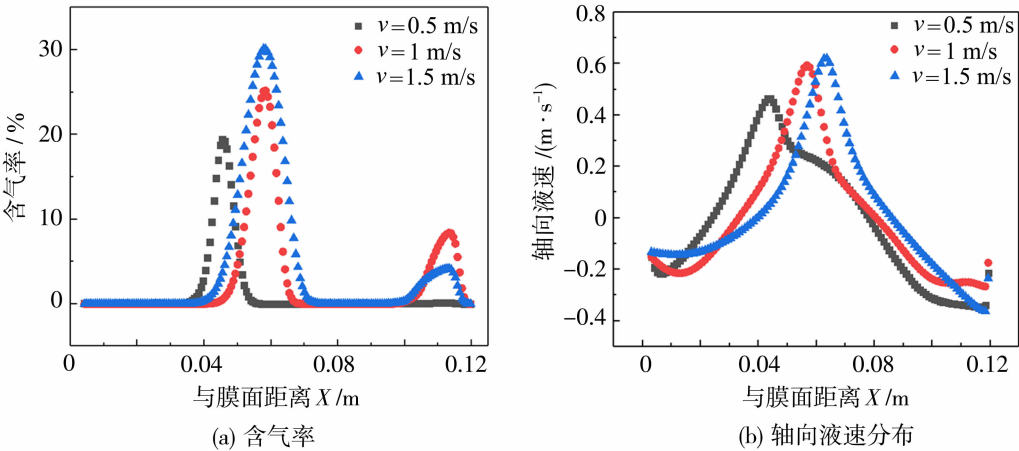 v=0.5 m/s
v=1 m/s
v=1.5 m/s
30
20
10
0
含气率 /%
0
0.04
0.08
0.12
与膜面距离 X /m
(a) 含气率
v=0.5 m/s
v=1 m/s
v=1.5 m/s
0.8
0.6
0.4
0.2
0
−0.2
−0.4
轴向液速 /(m·s⁻¹)
0
0.04
0.08
0.12
与膜面距离 X /m
(b) 轴向液速分布